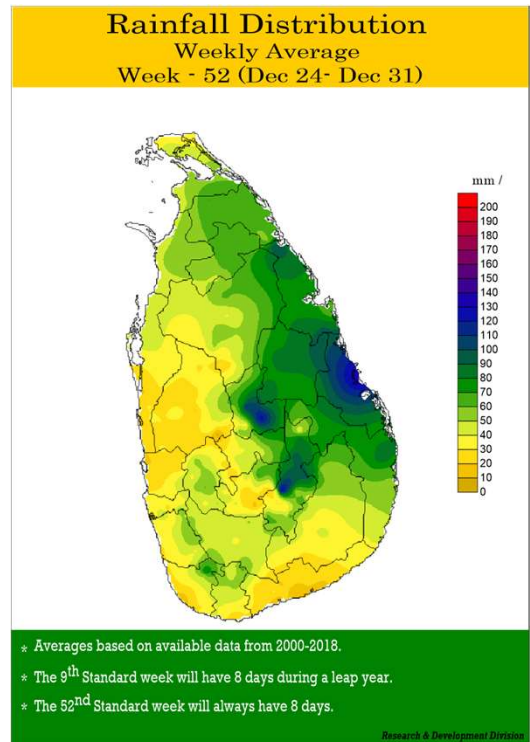 Rainfall Distribution
Weekly Average
Week - 52 (Dec 24- Dec 31)
mm /
200
190
180
170
160
150
140
130
120
110
100
90
80
70
60
50
40
30
20
10
0
* Averages based on available data from 2000-2018.
* The 9th Standard week will have 8 days during a leap year.
* The 52nd Standard week will always have 8 days.
Research & Development Division